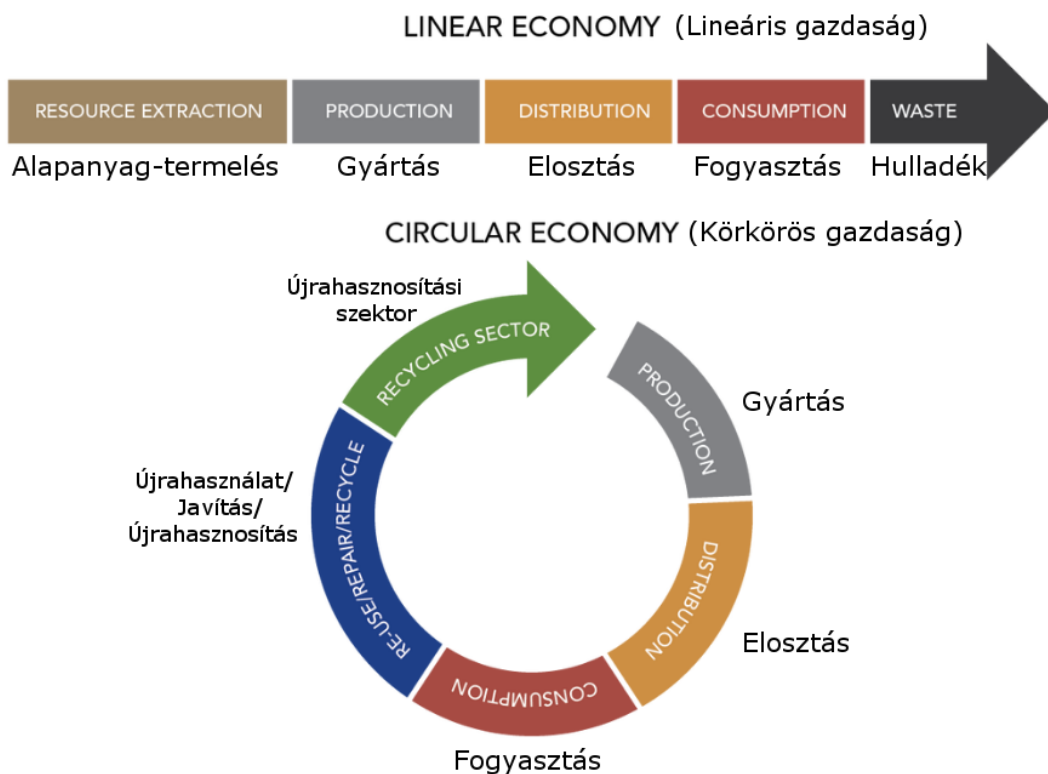 LINEAR ECONOMY (Lineáris gazdaság)
RESOURCE EXTRACTION PRODUCTION DISTRIBUTION CONSUMPTION WASTE
Alapanyag-termelés Gyártás Elosztás Fogyasztás Hulladék
CIRCULAR ECONOMY (Körkörös gazdaság)
Újrahasznosítási
szektor
RECYCLING SECTOR
PRODUCTION
Gyártás
Újrahasználat/
Javítás/
Újrahasznosítás
RE-USE/REPAIR/RECYCLE
DISTRIBUTION
Elosztás
CONSUMPTION
Fogyasztás